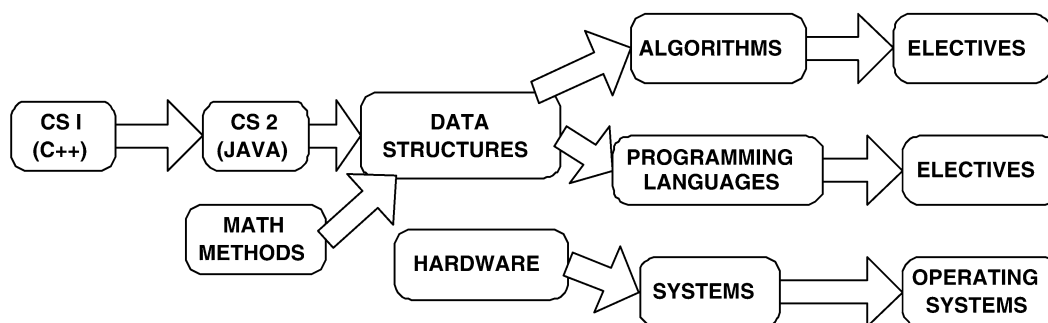 CS I
(C++)
CS 2
(JAVA)
MATH
METHODS
DATA
STRUCTURES
ALGORITHMS
ELECTIVES
PROGRAMMING
LANGUAGES
ELECTIVES
HARDWARE
SYSTEMS
OPERATING
SYSTEMS